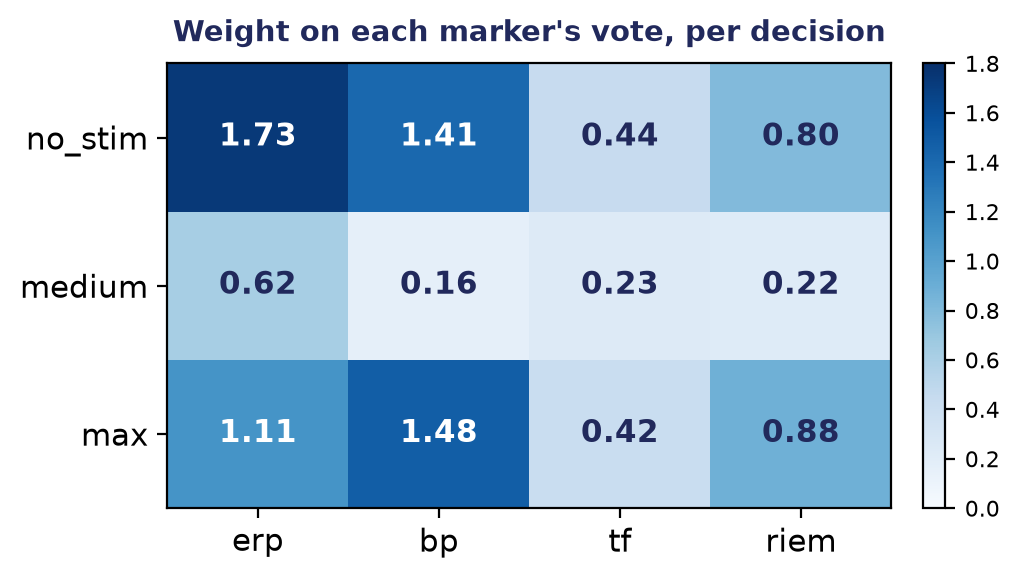 Weight on each marker's vote, per decision
no_stim 1.73 1.41 0.44 0.80
medium 0.62 0.16 0.23 0.22
max 1.11 1.48 0.42 0.88
erp bp tf riem
1.8
1.6
1.4
1.2
1.0
0.8
0.6
0.4
0.2
0.0